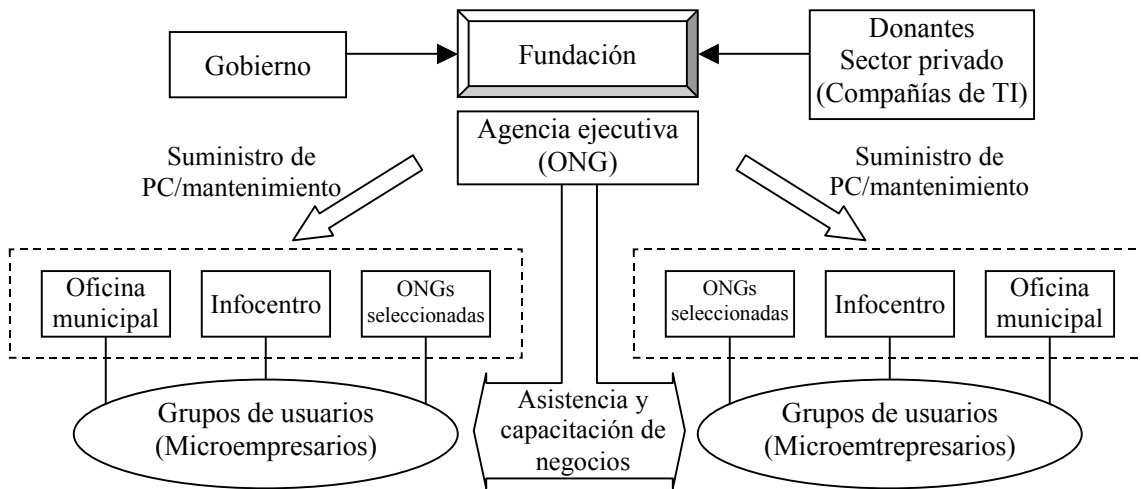 Gobierno
Fundación
Donantes
Sector privado
(Compañías de TI)
Agencia ejecutiva
(ONG)
Suministro de
PC/mantenimiento
Suministro de
PC/mantenimiento
Oficina
municipal
Infocentro
ONGs
seleccionadas
ONGs
seleccionadas
Infocentro
Oficina
municipal
Grupos de usuarios
(Microempresarios)
Asistencia y
capacitación de
negocios
Grupos de usuarios
(Microemtrepresarios)